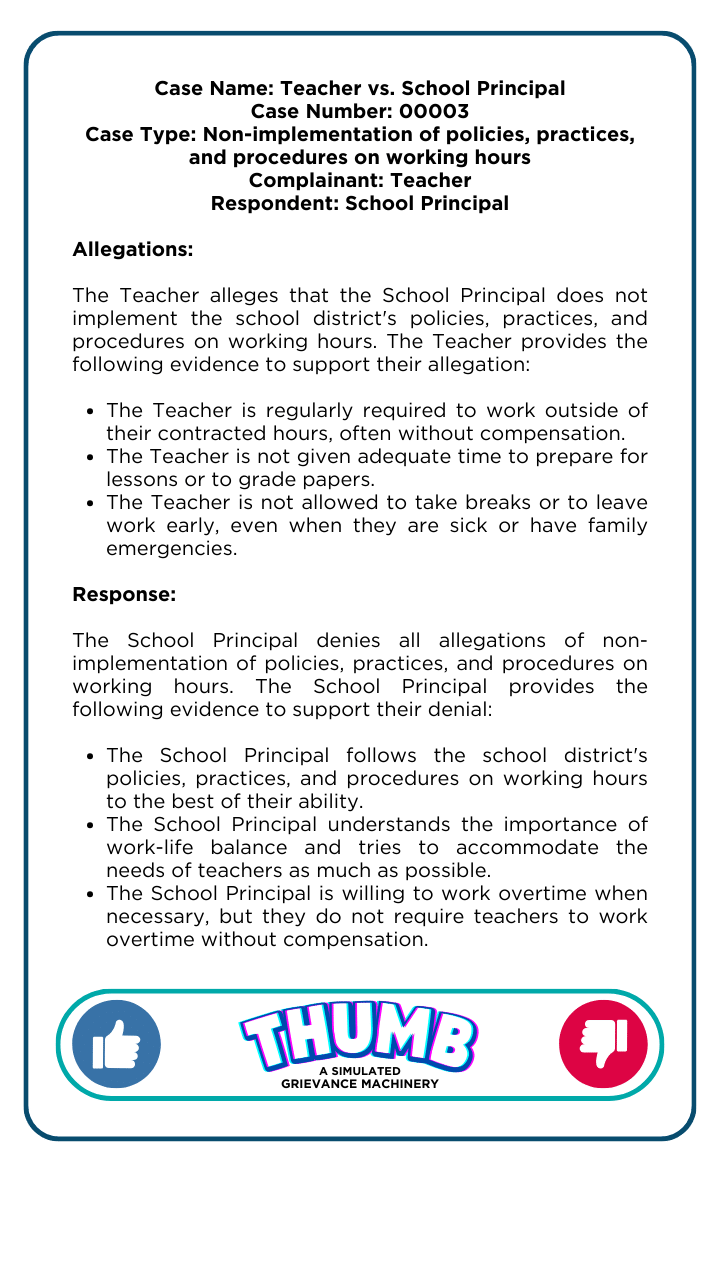 Case Name: Teacher vs. School Principal
Case Number: 00003
Case Type: Non-implementation of policies, practices,
and procedures on working hours
Complainant: Teacher
Respondent: School Principal
Allegations:
The Teacher alleges that the School Principal does not
implement the school district's policies, practices, and
procedures on working hours. The Teacher provides the
following evidence to support their allegation:
• The Teacher is regularly required to work outside of
their contracted hours, often without compensation.
• The Teacher is not given adequate time to prepare for
lessons or to grade papers.
• The Teacher is not allowed to take breaks or to leave
work early, even when they are sick or have family
emergencies.
Response:
The School Principal denies all allegations of non-
implementation of policies, practices, and procedures on
working hours. The School Principal provides the
following evidence to support their denial:
• The School Principal follows the school district's
policies, practices, and procedures on working hours
to the best of their ability.
• The School Principal understands the importance of
work-life balance and tries to accommodate the
needs of teachers as much as possible.
• The School Principal is willing to work overtime when
necessary, but they do not require teachers to work
overtime without compensation.
THUMB
A SIMULATED
GRIEVANCE MACHINERY